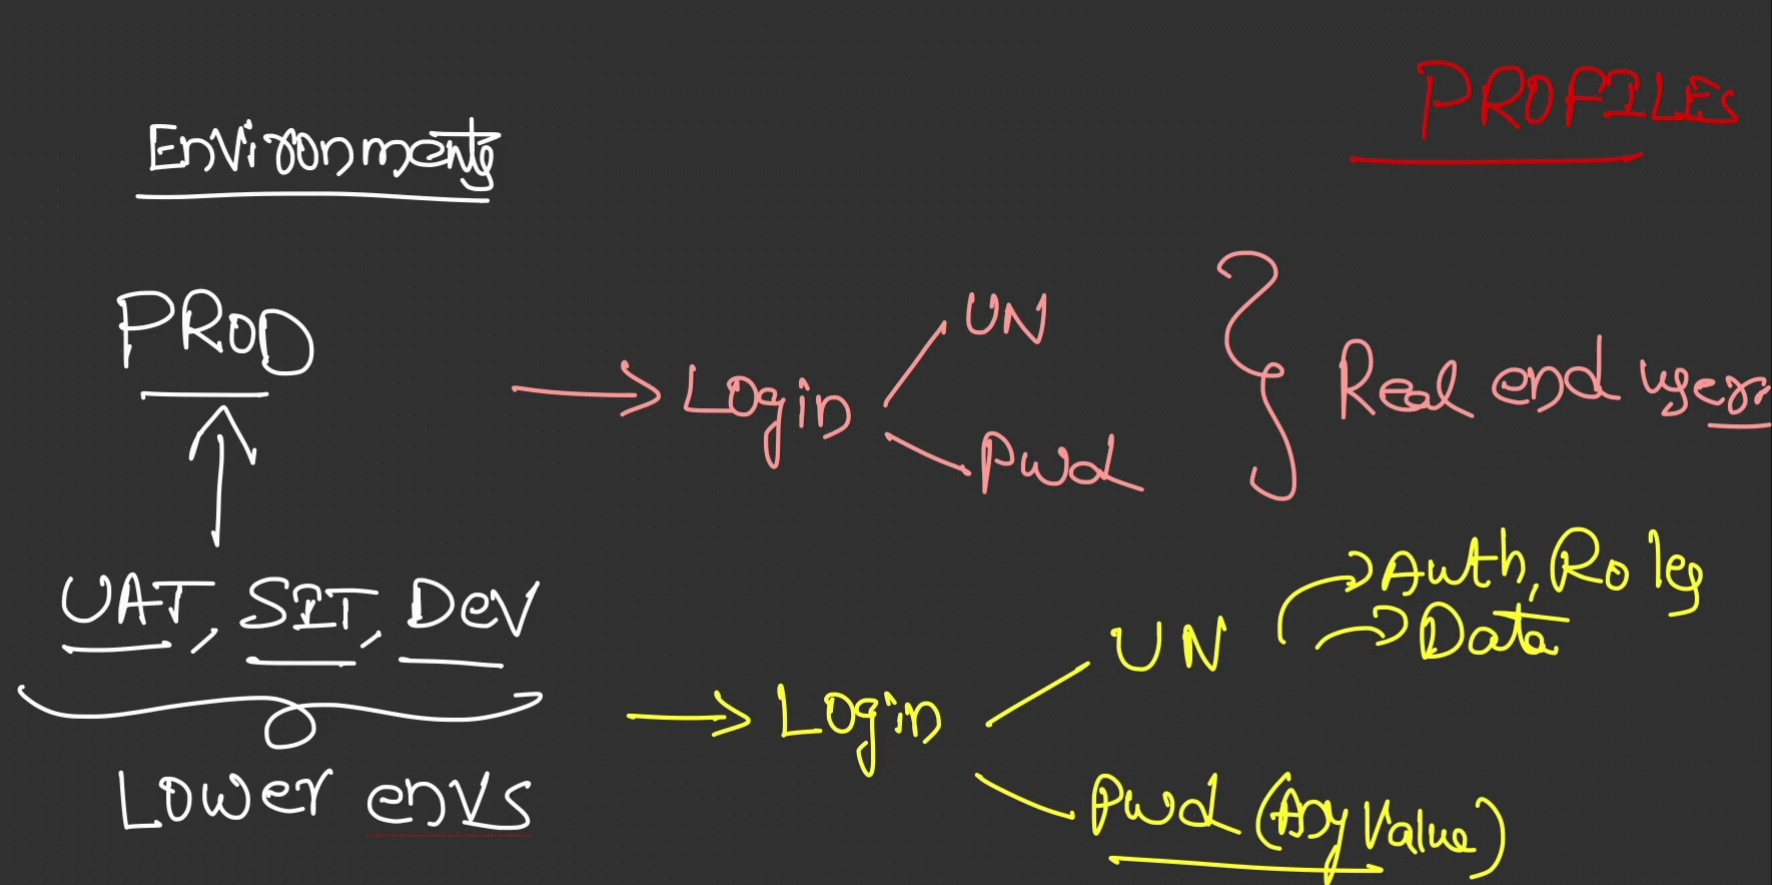 PROFILES
Environments
PROD
Login
UN
Pwd
Real end users
UAT, SIT, Dev
Lower envs
Login
UN
Auth, Roles
Data
Pwd (Any Value)